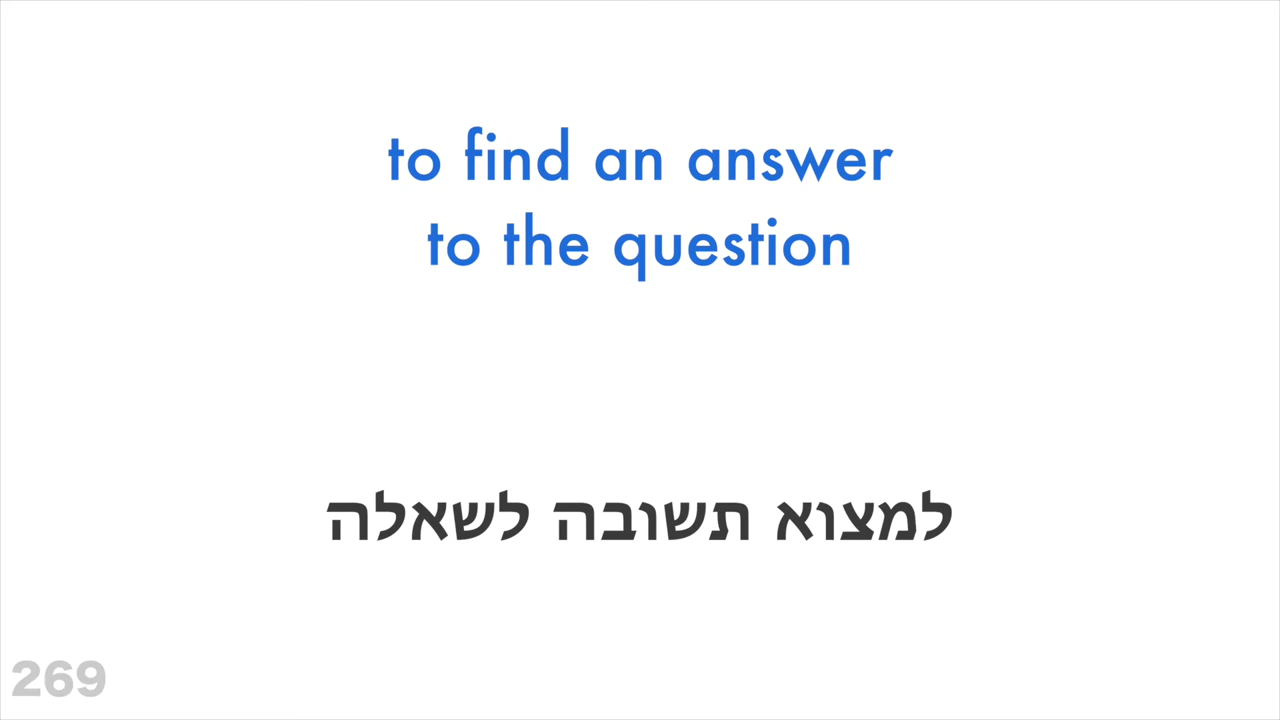 to find an answer
to the question
למצוא תשובה לשאלה
269